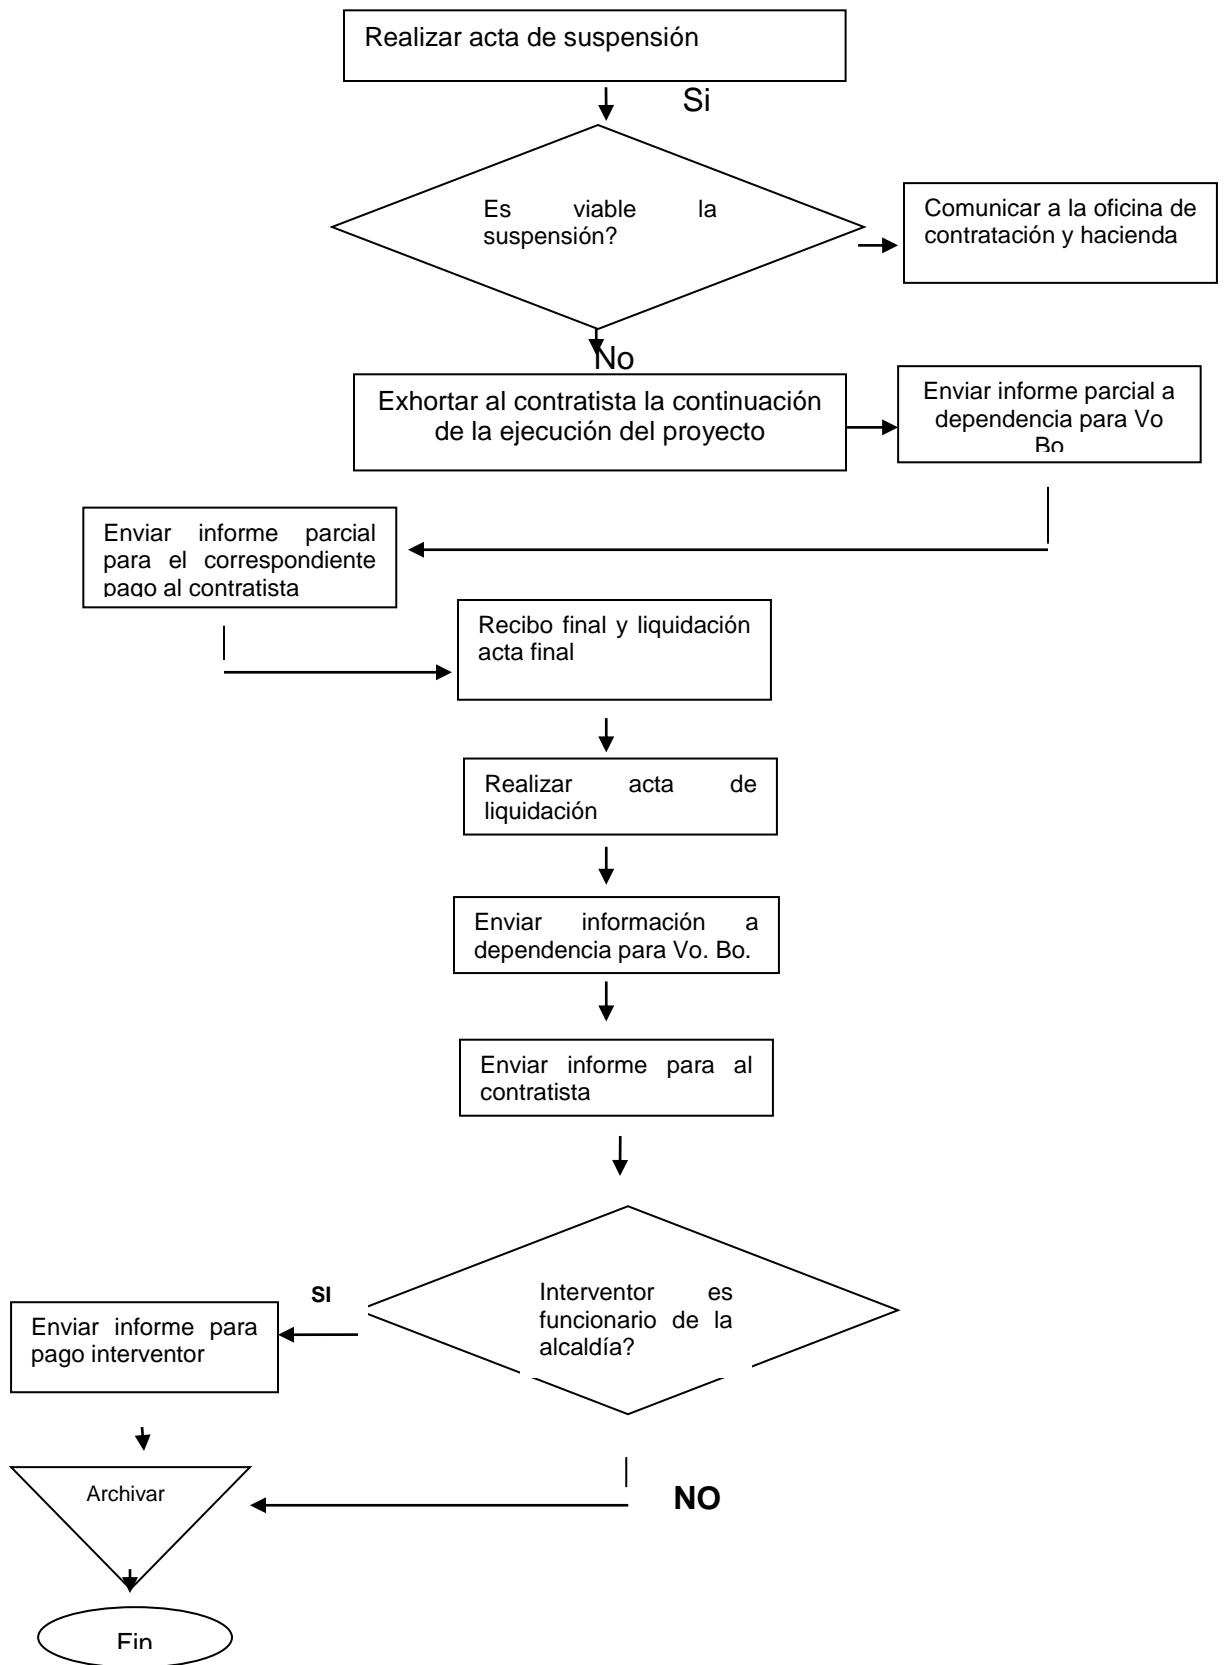 Realizar acta de suspensión
Si
Es viable la
suspensión?
Comunicar a la oficina de
contratación y hacienda
No
Exhortar al contratista la continuación
de la ejecución del proyecto
Enviar informe parcial a
dependencia para Vo
Bo
Enviar informe parcial
para el correspondiente
pago al contratista
Recibo final y liquidación
acta final
Realizar acta de
liquidación
Enviar información a
dependencia para Vo. Bo.
Enviar informe para al
contratista
Interventor es
funcionario de la
alcaldía?
SI
Enviar informe para
pago interventor
Archivar
NO
Fin